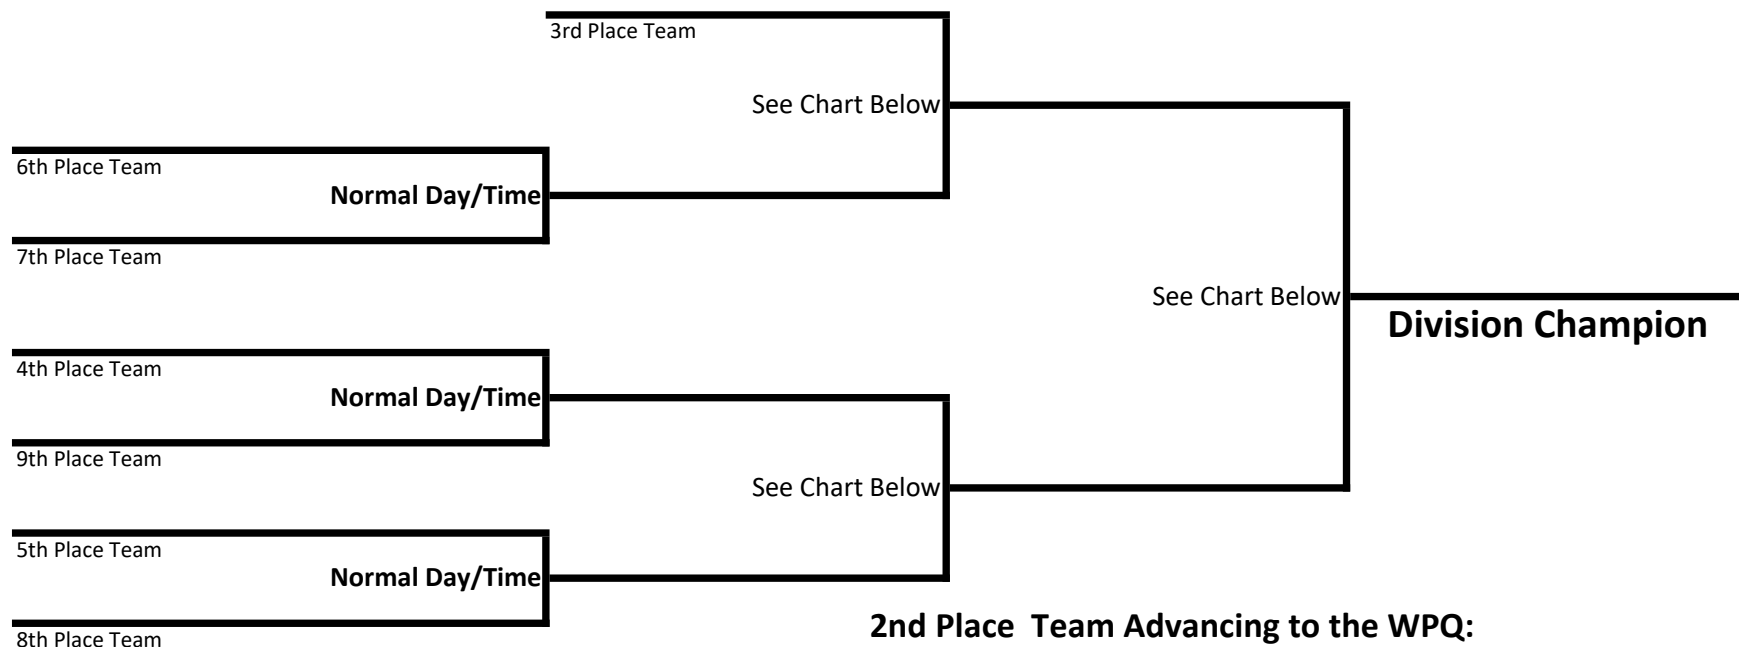 3rd Place Team
See Chart Below
6th Place Team
Normal Day/Time
7th Place Team
See Chart Below
Division Champion
4th Place Team
Normal Day/Time
9th Place Team
See Chart Below
5th Place Team
Normal Day/Time
2nd Place Team Advancing to the WPQ:
8th Place Team